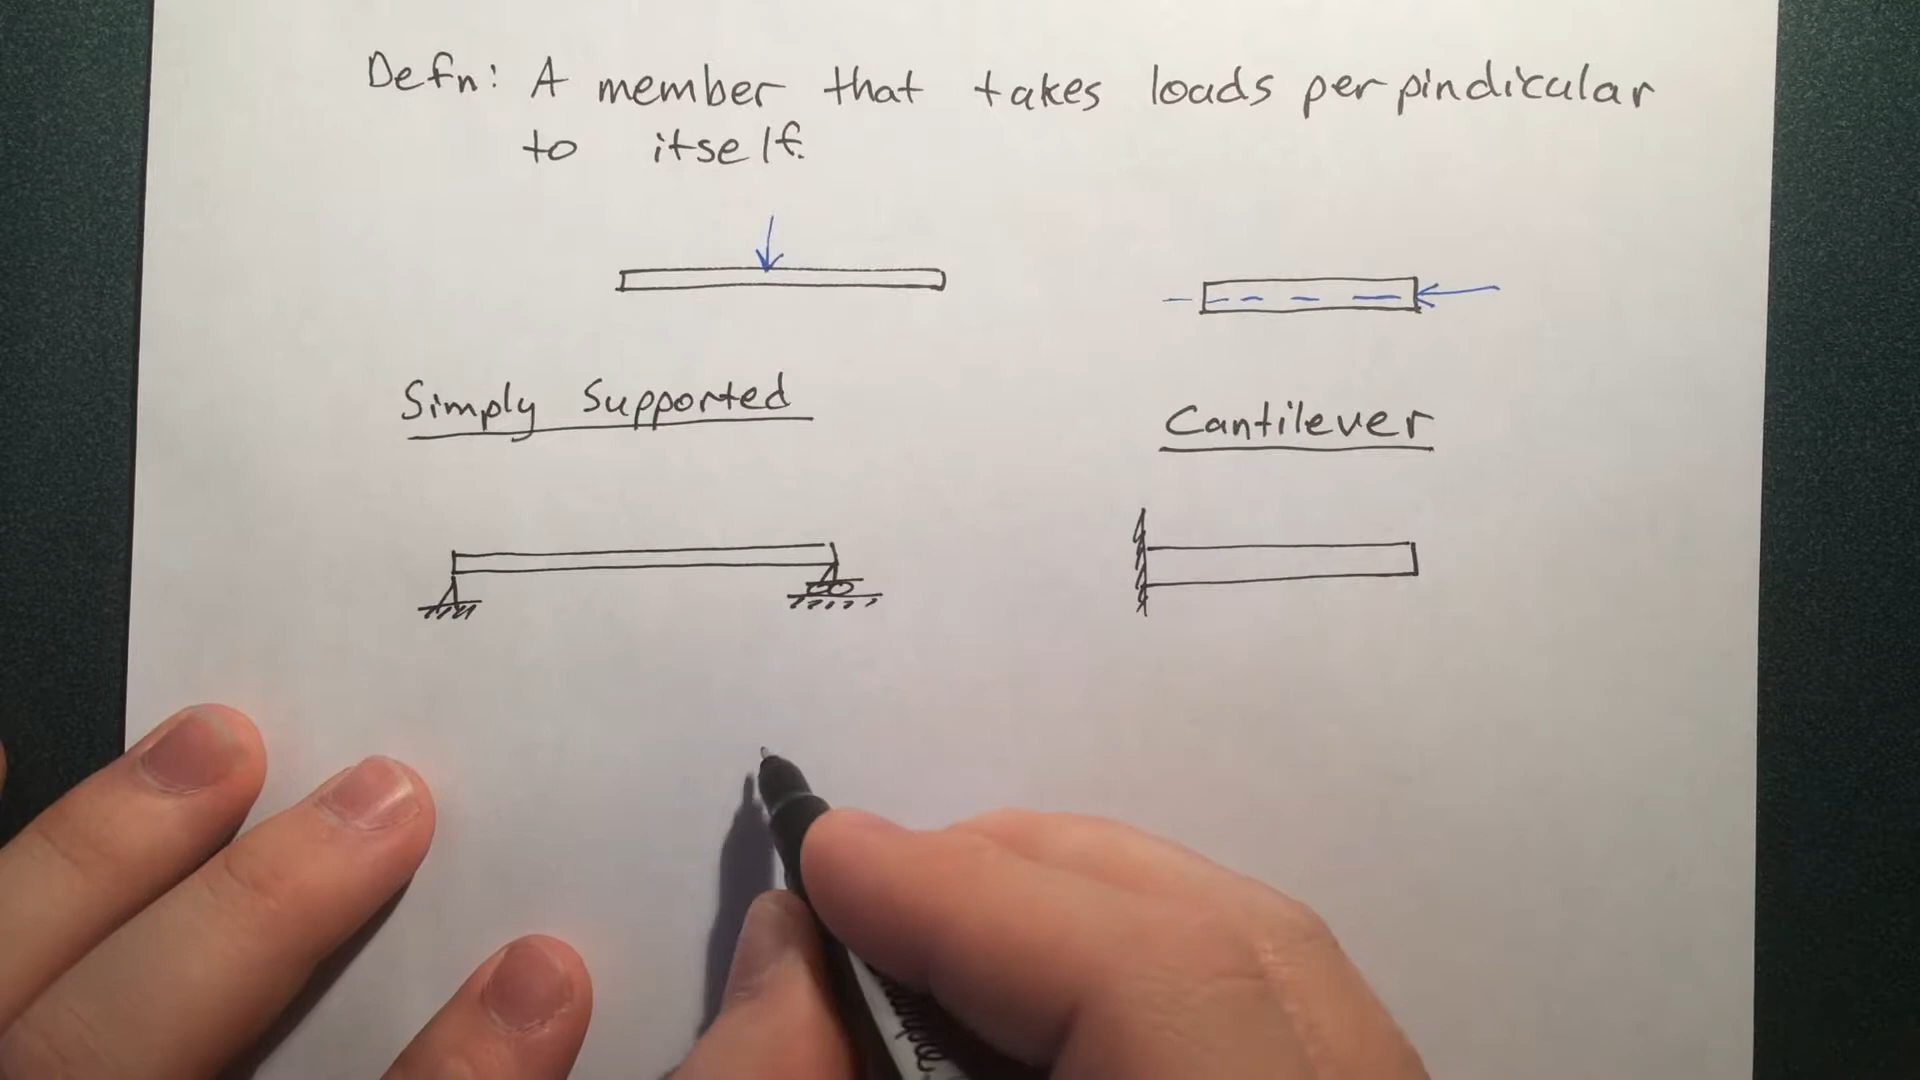 Defn: A member that takes loads perpindicular
to itself.
Simply Supported
Cantilever